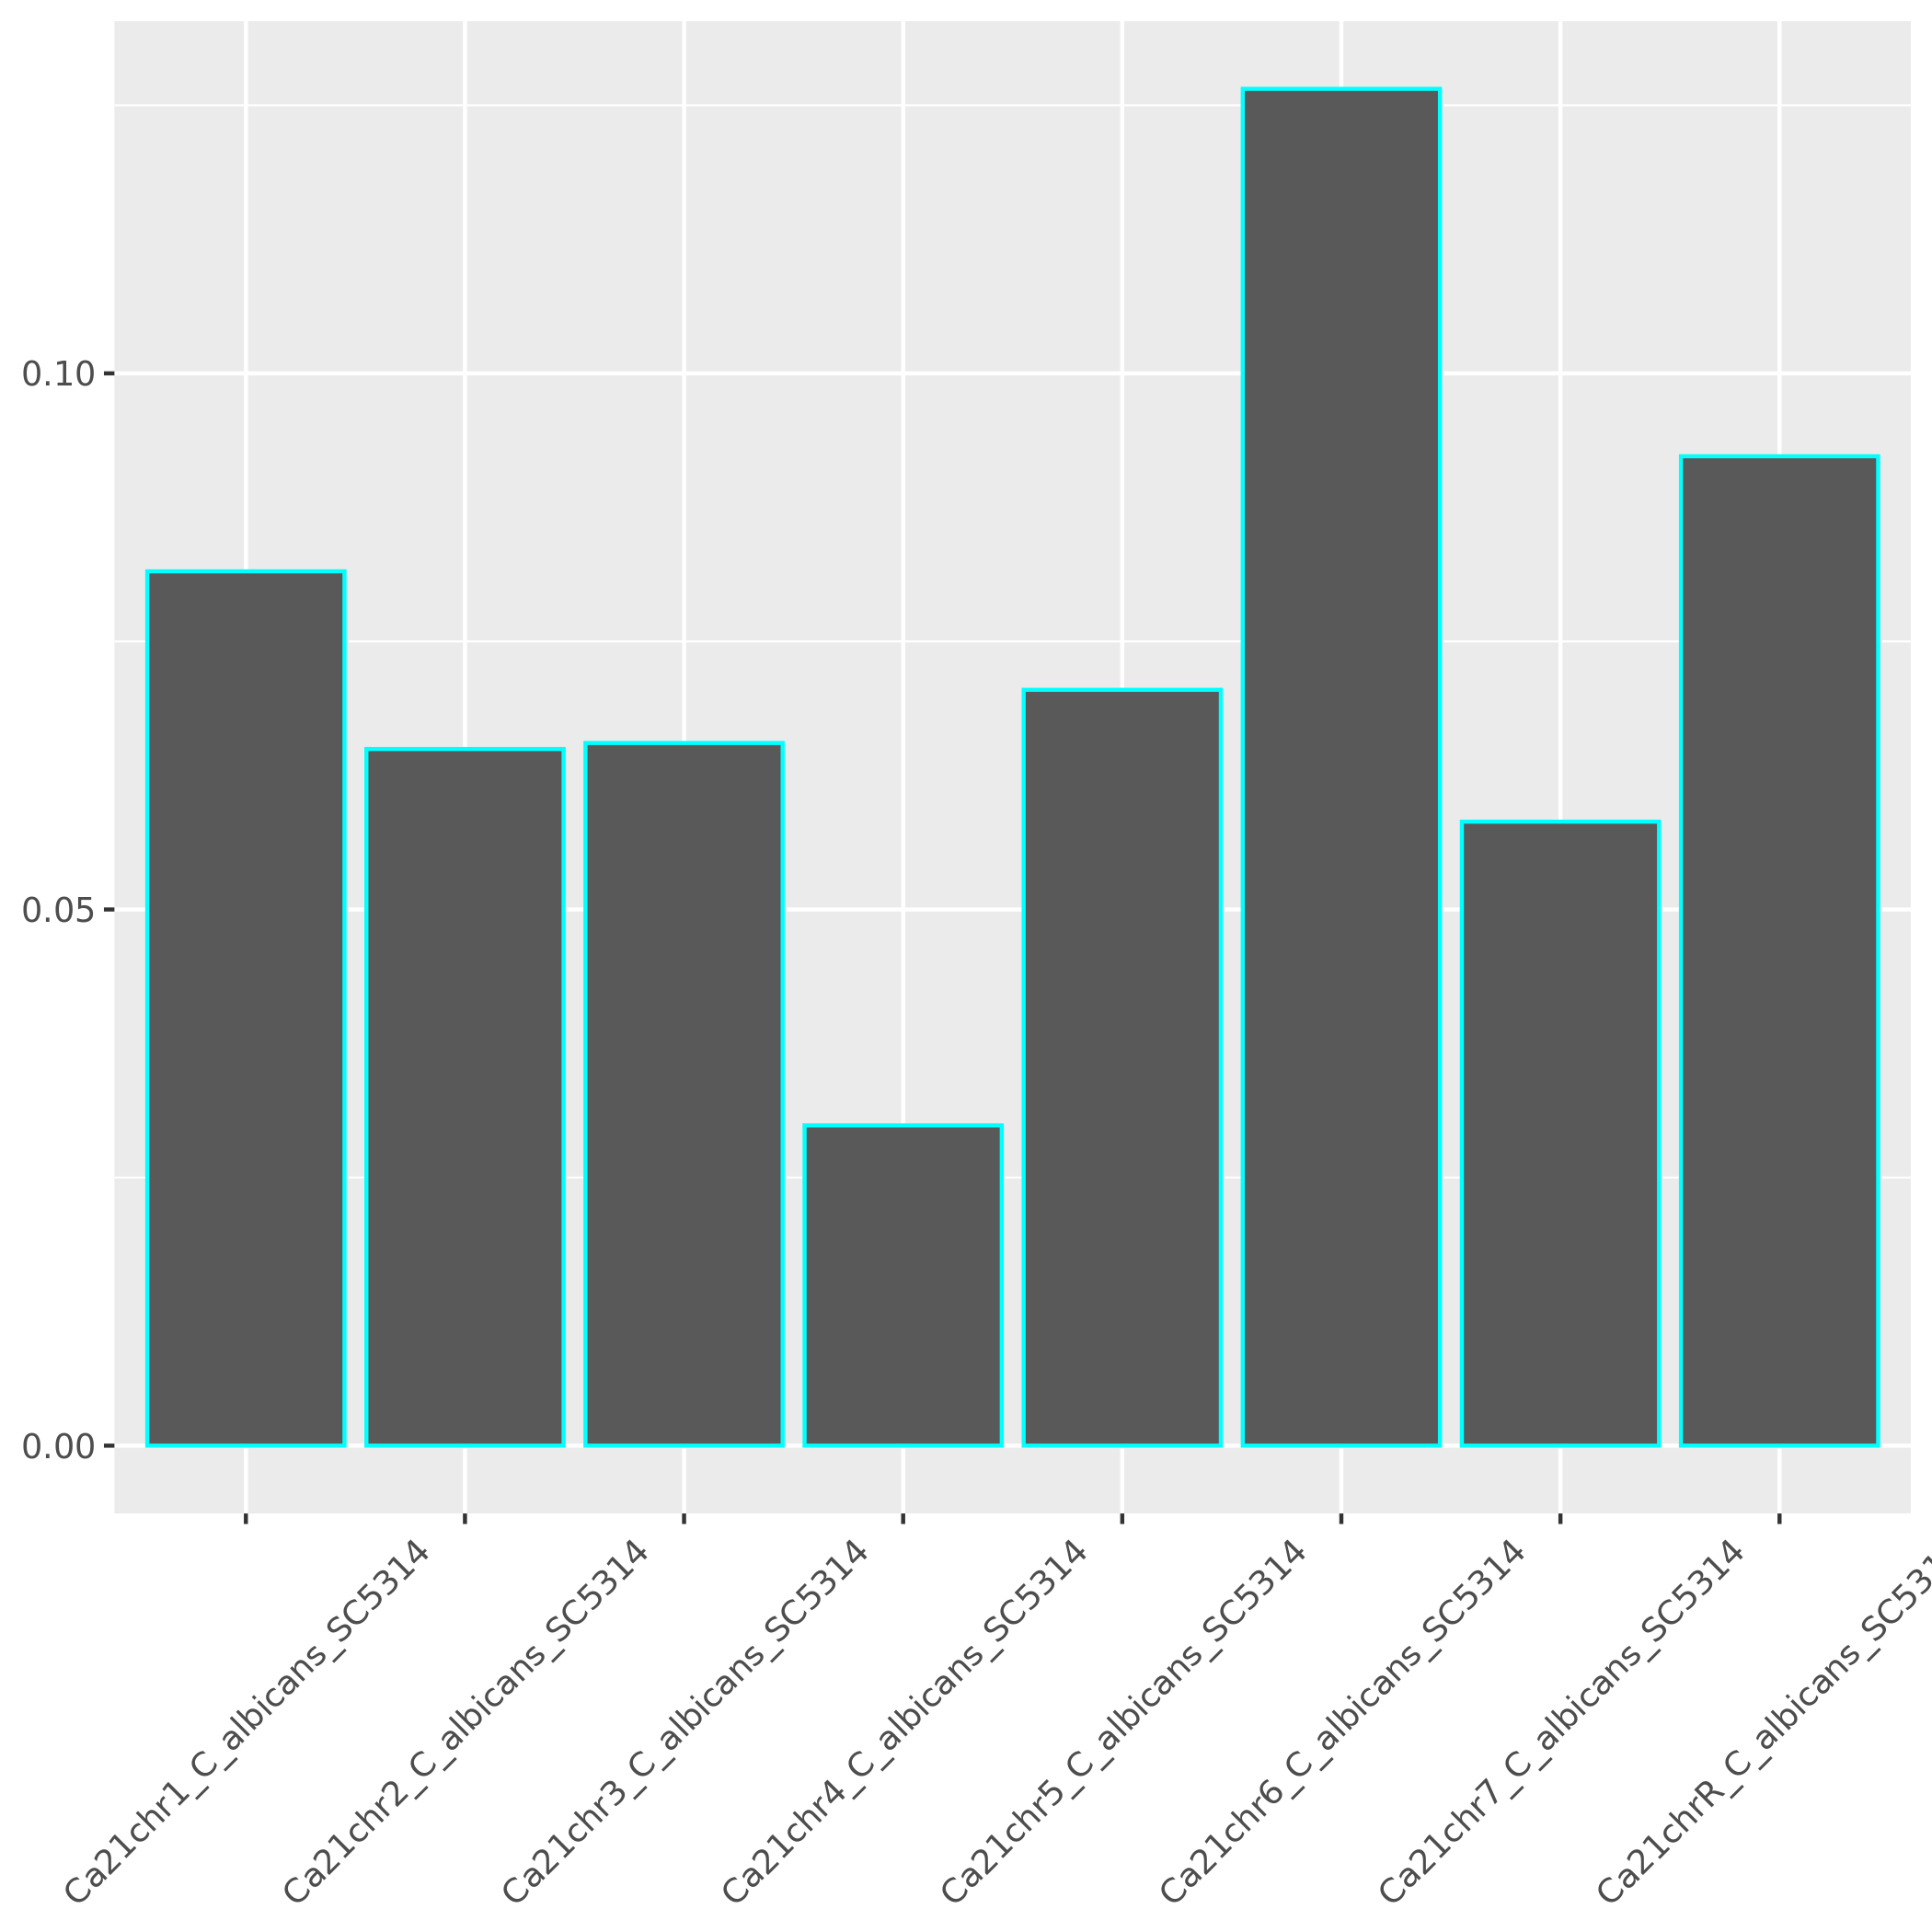 0.10
0.05
0.00
Ca21chr1_C_albicans_SC5314
Ca21chr2_C_albicans_SC5314
Ca21chr3_C_albicans_SC5314
Ca21chr4_C_albicans_SC5314
Ca21chr5_C_albicans_SC5314
Ca21chr6_C_albicans_SC5314
Ca21chr7_C_albicans_SC5314
Ca21chrR_C_albicans_SC531